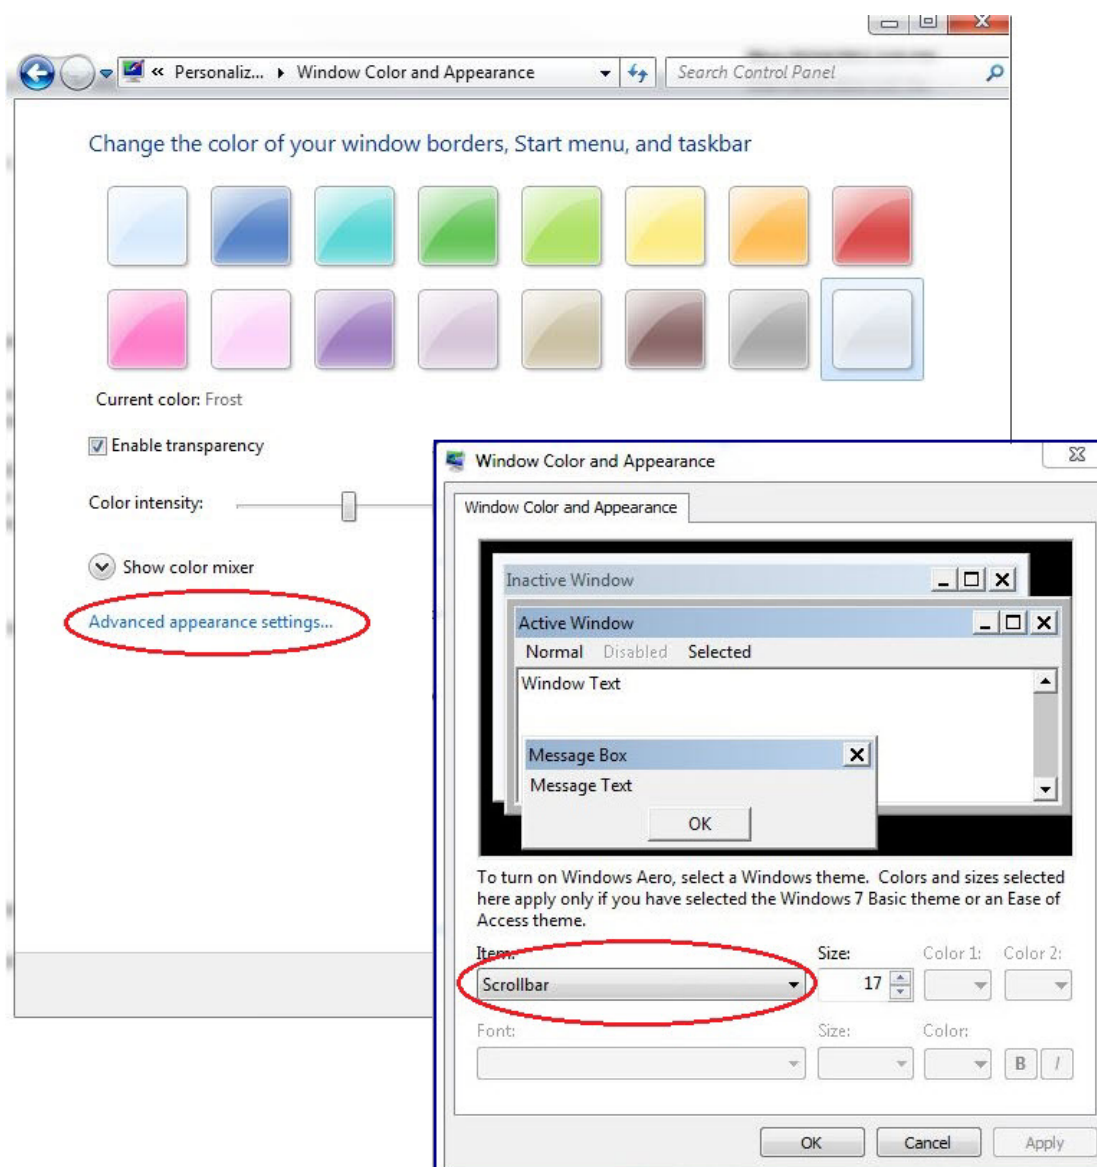 « Personaliz... ▸ Window Color and Appearance
Search Control Panel
Change the color of your window borders, Start menu, and taskbar
Current color: Frost
Enable transparency
Color intensity:
Show color mixer
Advanced appearance settings...
Window Color and Appearance
Window Color and Appearance
Inactive Window
Active Window
Normal Disabled Selected
Window Text
Message Box
Message Text
OK
To turn on Windows Aero, select a Windows theme. Colors and sizes selected
here apply only if you have selected the Windows 7 Basic theme or an Ease of
Access theme.
Item: Size: Color 1: Color 2:
Scrollbar 17
Font: Size: Color:
B I
OK Cancel Apply